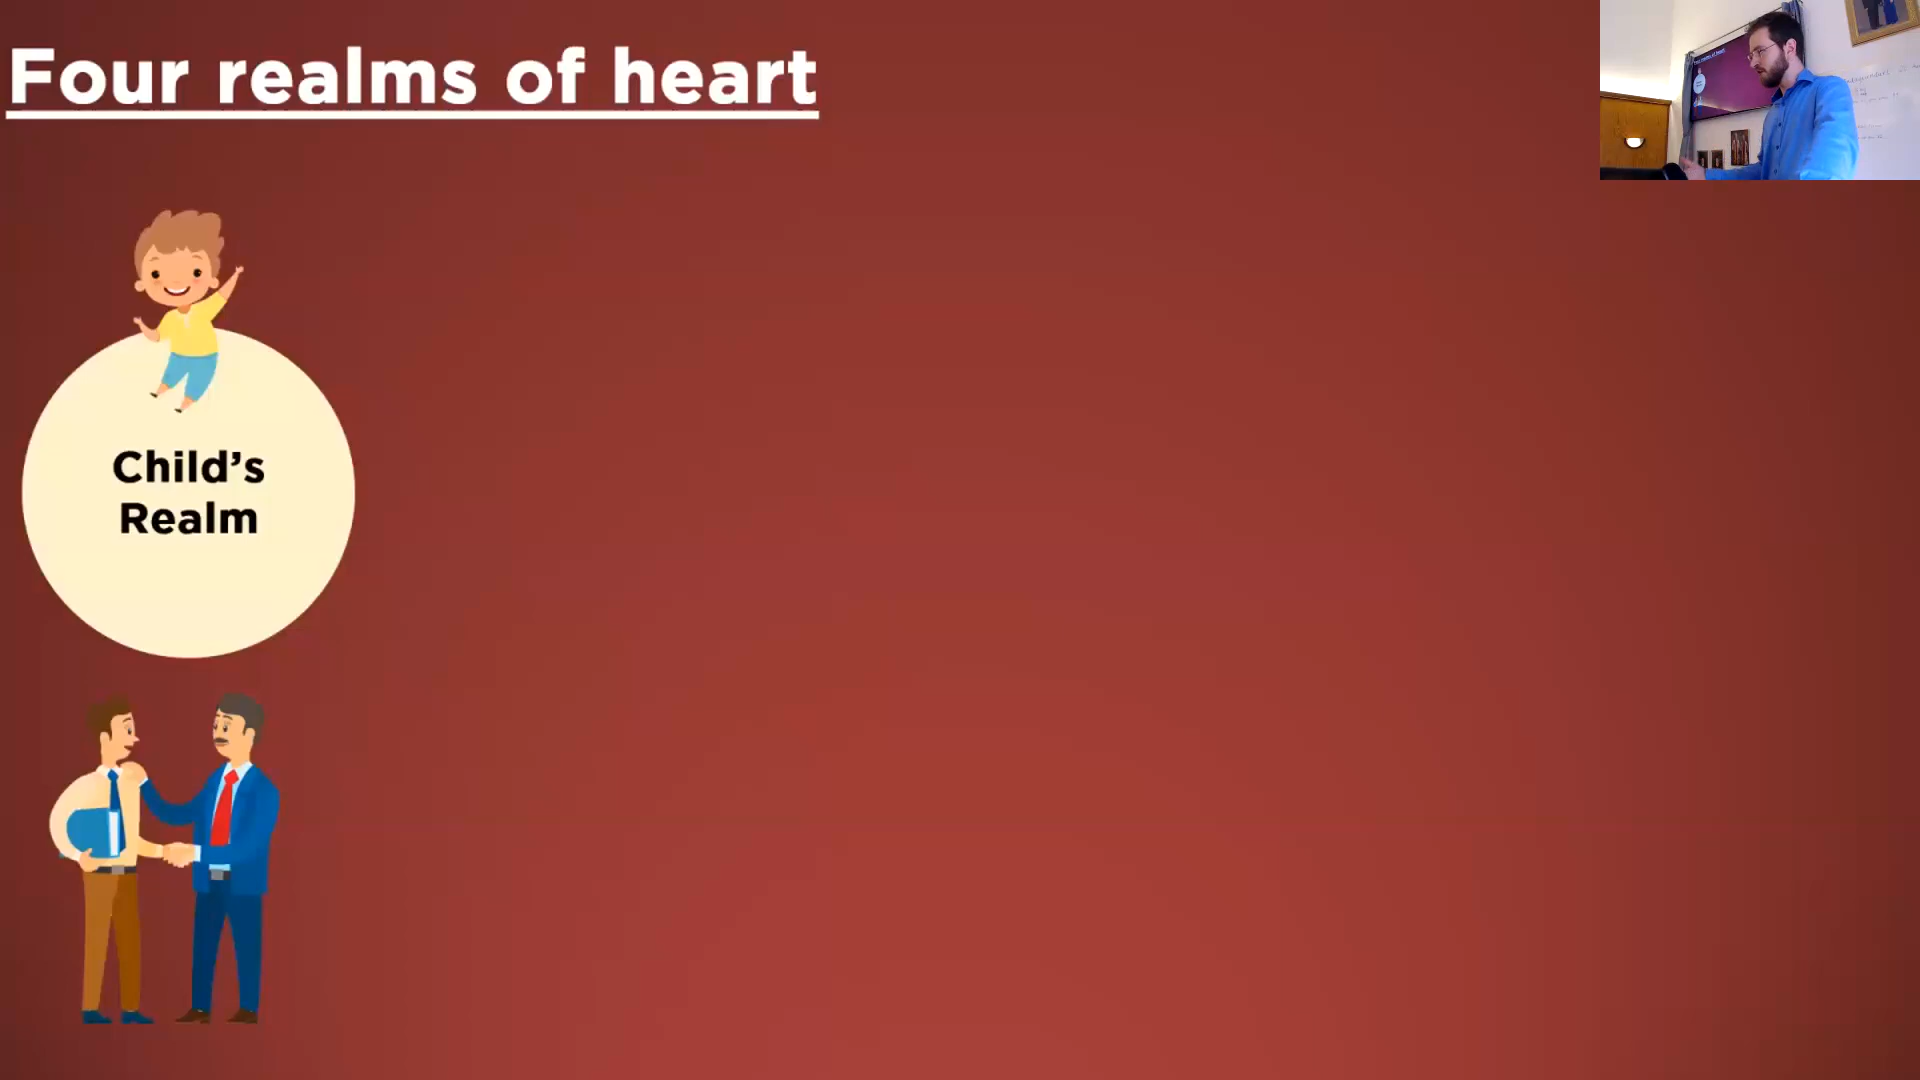 Four realms of heart
Child’s
Realm